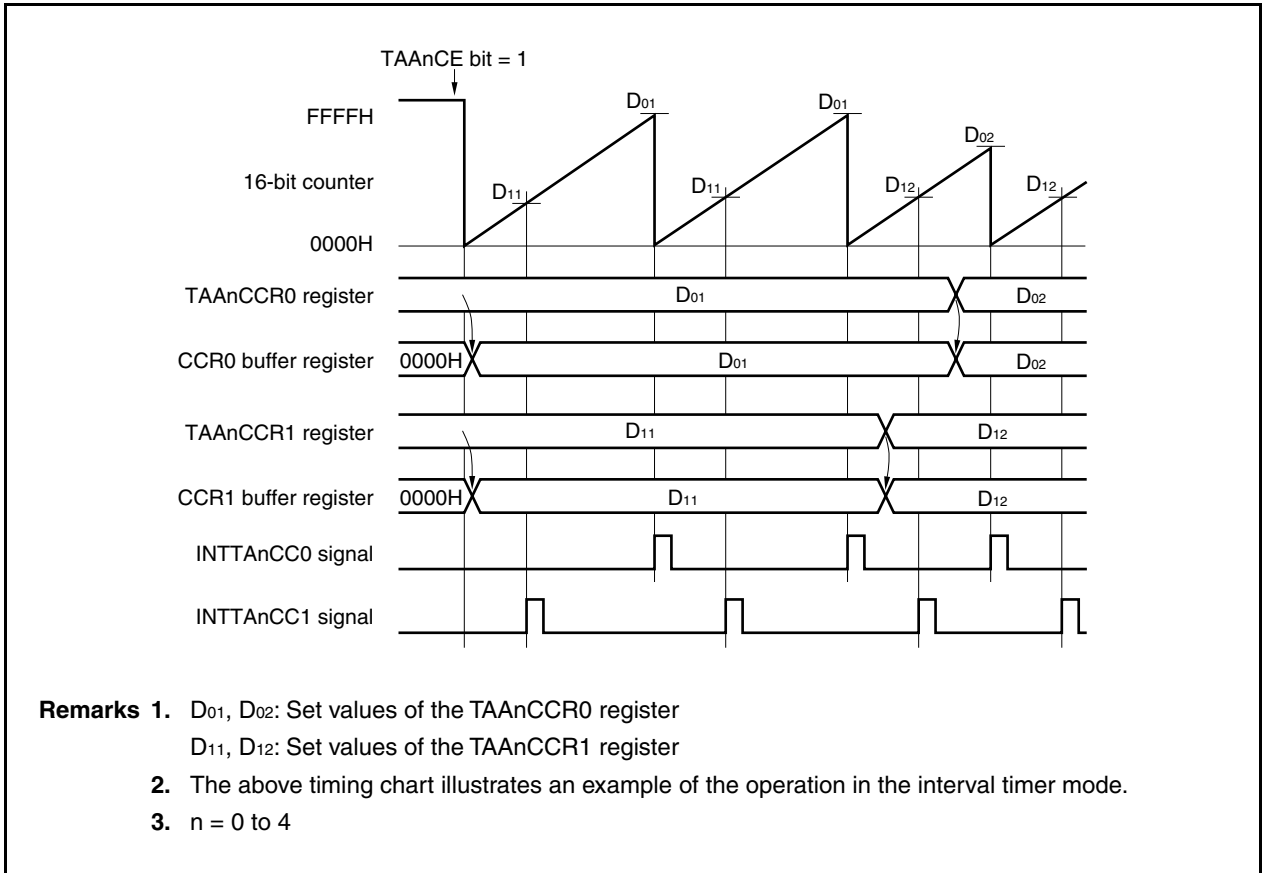 TAAnCE bit = 1
FFFFH
D01 D01
D02
16-bit counter
D11 D11 D12 D12
0000H
TAAnCCR0 register D01 D02
CCR0 buffer register 0000H D01 D02
TAAnCCR1 register D11 D12
CCR1 buffer register 0000H D11 D12
INTTAnCC0 signal
INTTAnCC1 signal
Remarks 1. D01, D02: Set values of the TAAnCCR0 register
D11, D12: Set values of the TAAnCCR1 register
2. The above timing chart illustrates an example of the operation in the interval timer mode.
3. n = 0 to 4